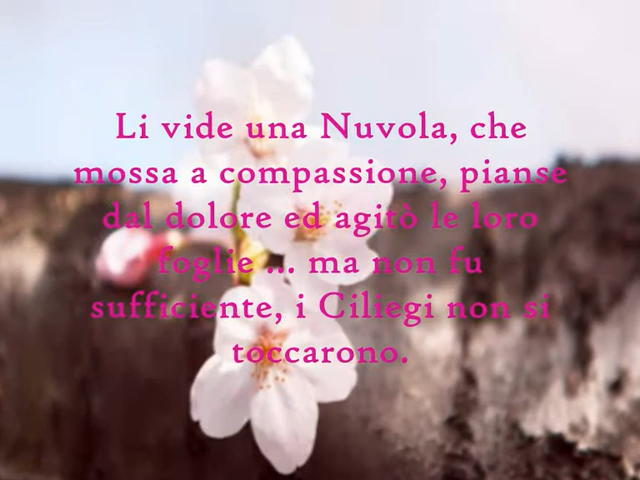 Li vide una Nuvola, che
mossa a compassione, pianse
dal dolore ed agitò le loro
foglie ... ma non fu
sufficiente, i Ciliegi non si
toccarono.